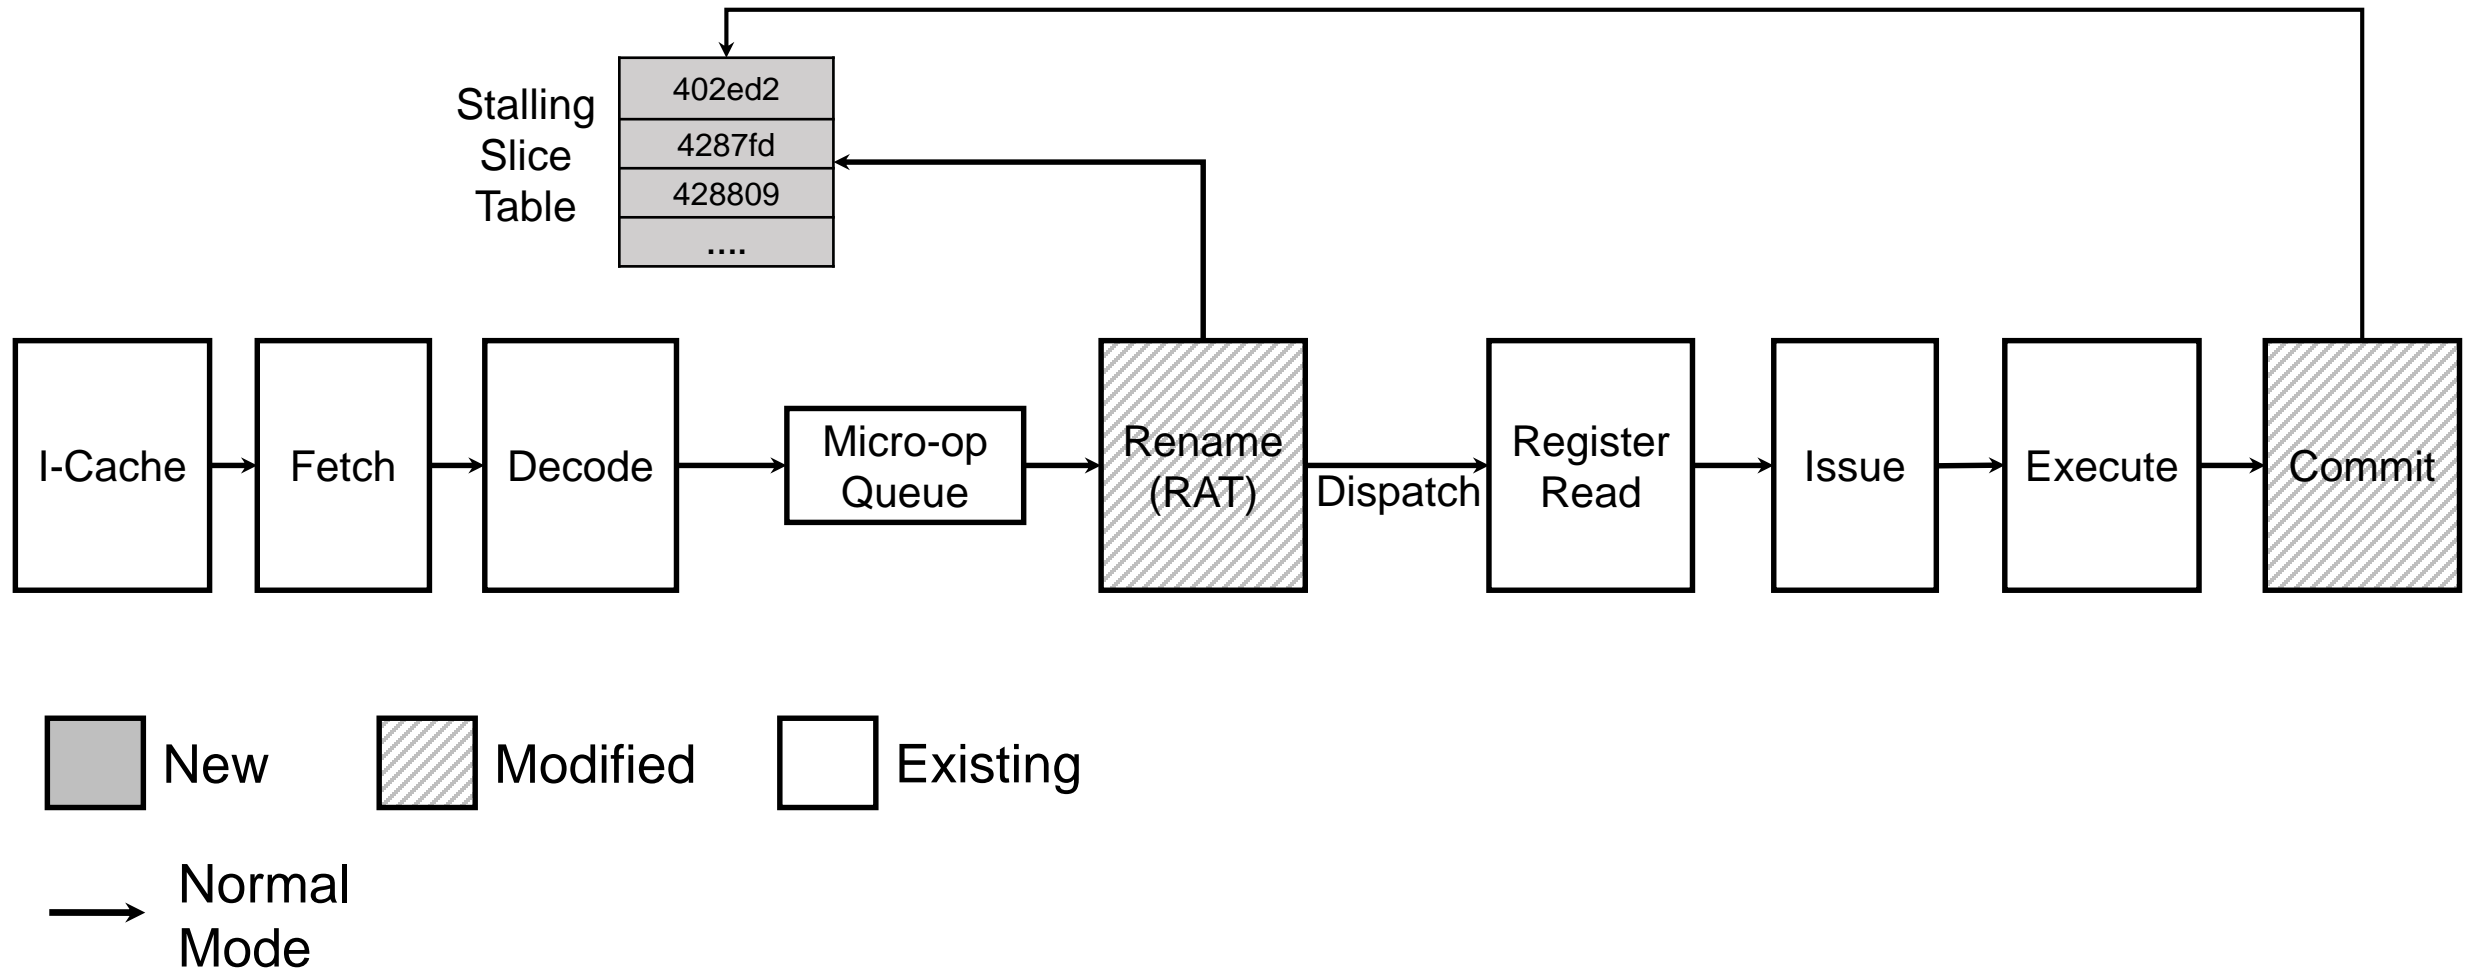 Stalling
Slice
Table
402ed2
4287fd
428809
....
I-Cache
Fetch
Decode
Micro-op
Queue
Rename
(RAT)
Dispatch
Register
Read
Issue
Execute
Commit
New
Modified
Existing
Normal
Mode